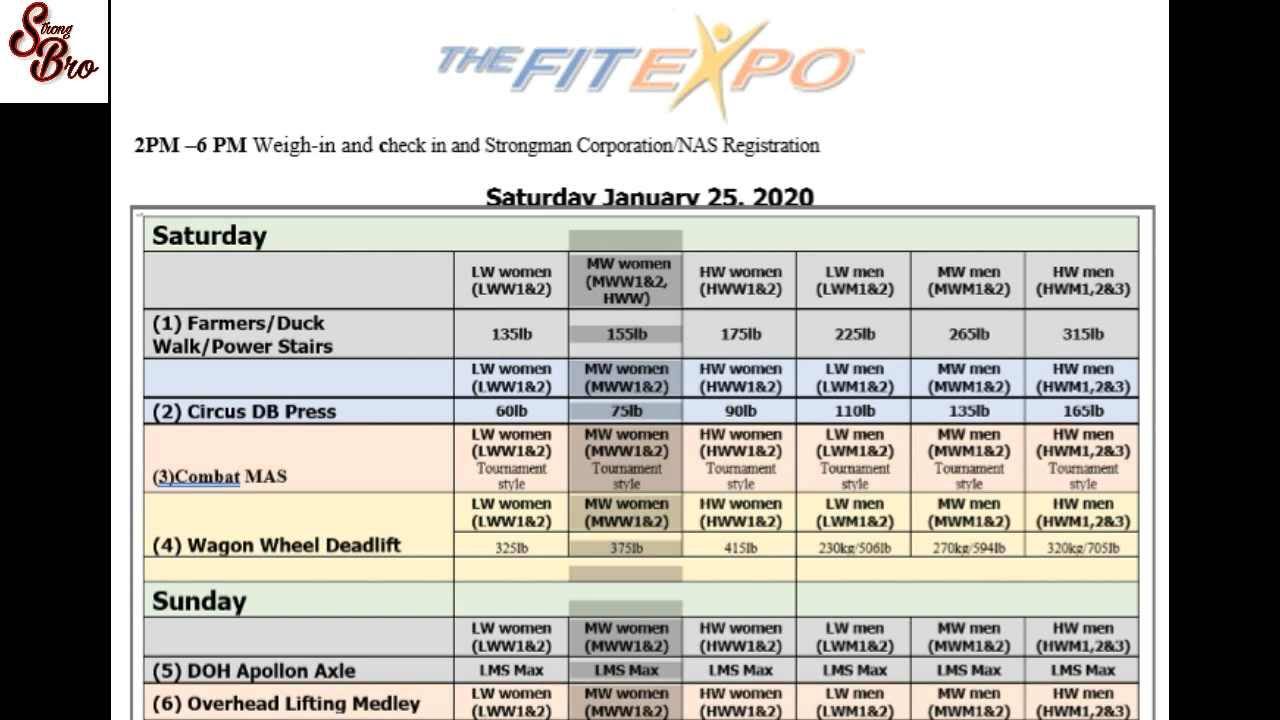 Strong
Bro
THE FIT EXPO
2PM –6 PM Weigh-in and check in and Strongman Corporation/NAS Registration
Saturday January 25, 2020
Saturday
LW women (LWW1&2) MW women (MWW1&2, HWW) HW women (HWW1&2) LW men (LWM1&2) MW men (MWM1&2) HW men (HWM1,2&3)
(1) Farmers/Duck Walk/Power Stairs 135lb 155lb 175lb 225lb 265lb 315lb
LW women (LWW1&2) MW women (MWW1&2) HW women (HWW1&2) LW men (LWM1&2) MW men (MWM1&2) HW men (HWM1,2&3)
(2) Circus DB Press 60lb 75lb 90lb 110lb 135lb 165lb
(3)Combat MAS LW women (LWW1&2) Tournament style MW women (MWW1&2) Tournament style HW women (HWW1&2) Tournament style LW men (LWM1&2) Tournament style MW men (MWM1&2) Tournament style HW men (HWM1,2&3) Tournament style
LW women (LWW1&2) MW women (MWW1&2) HW women (HWW1&2) LW men (LWM1&2) MW men (MWM1&2) HW men (HWM1,2&3)
(4) Wagon Wheel Deadlift 325lb 375lb 415lb 230kg/506lb 270kg/594lb 320kg/705lb
Sunday
LW women (LWW1&2) MW women (MWW1&2) HW women (HWW1&2) LW men (LWM1&2) MW men (MWM1&2) HW men (HWM1,2&3)
(5) DOH Apollon Axle LMS Max LMS Max LMS Max LMS Max LMS Max LMS Max
(6) Overhead Lifting Medley LW women (LWW1&2) MW women (MWW1&2) HW women (HWW1&2) LW men (LWM1&2) MW men (MWM1&2) HW men (HWM1,2&3)